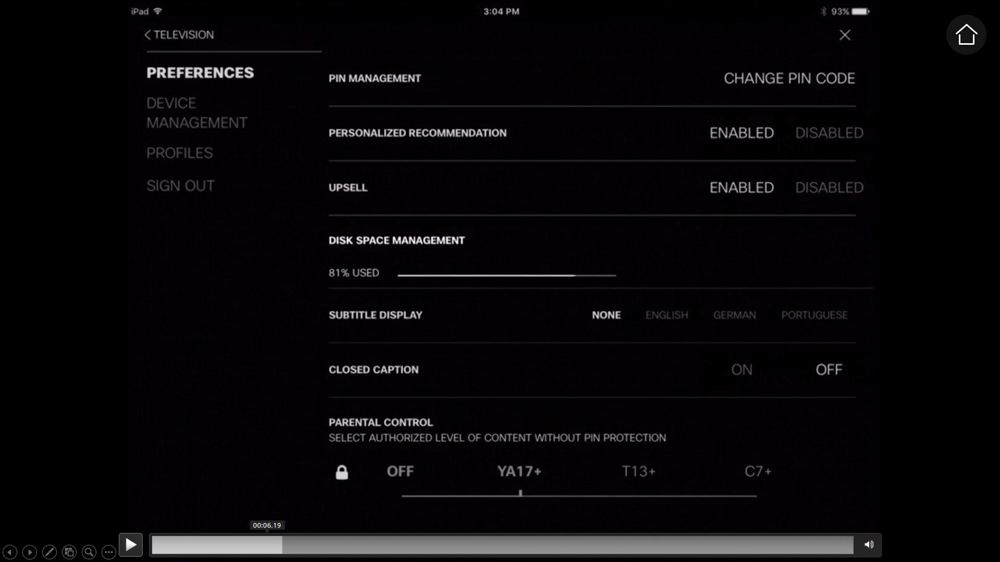 iPad 3:04 PM 93%
TELEVISION
PREFERENCES
DEVICE
MANAGEMENT
PROFILES
SIGN OUT
PIN MANAGEMENT CHANGE PIN CODE
PERSONALIZED RECOMMENDATION ENABLED DISABLED
UPSELL ENABLED DISABLED
DISK SPACE MANAGEMENT
81% USED
SUBTITLE DISPLAY NONE ENGLISH GERMAN PORTUGUESE
CLOSED CAPTION ON OFF
PARENTAL CONTROL
SELECT AUTHORIZED LEVEL OF CONTENT WITHOUT PIN PROTECTION
OFF YA17+ T13+ C7+
00:06.19